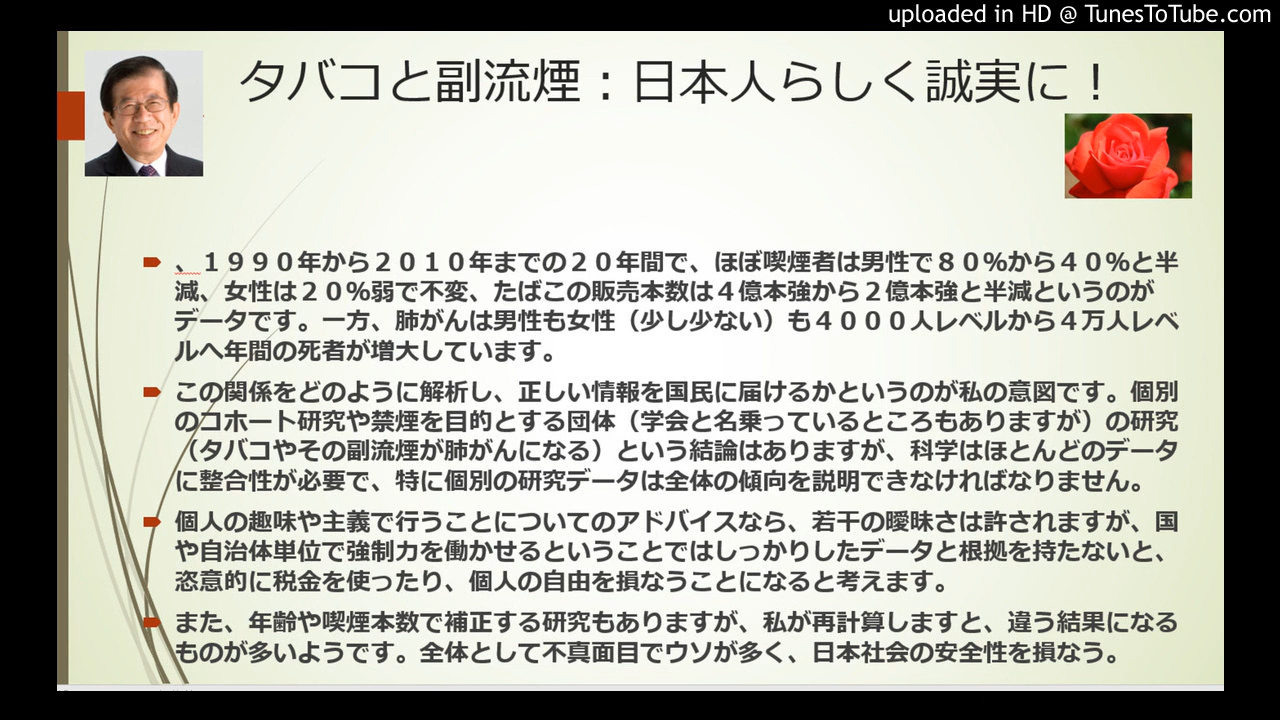 uploaded in HD @ TunesToTube.com
タバコと副流煙：日本人らしく誠実に！
、１９９０年から２０１０年までの２０年間で、ほぼ喫煙者は男性で８０％から４０％と半
減、女性は２０％弱で不変、たばこの販売本数は４億本強から２億本強と半減というのが
データです。一方、肺がんは男性も女性（少し少ない）も４０００人レベルから４万人レベ
ルへ年間の死者が増大しています。
この関係をどのように解析し、正しい情報を国民に届けるかというのが私の意図です。個別
のコホート研究や禁煙を目的とする団体（学会と名乗っているところもありますが）の研究
（タバコやその副流煙が肺がんになる）という結論はありますが、科学はほとんどのデータ
に整合性が必要で、特に個別の研究データは全体の傾向を説明できなければなりません。
個人の趣味や主義で行うことについてのアドバイスなら、若干の曖昧さは許されますが、国
や自治体単位で強制力を働かせるということではしっかりしたデータと根拠を持たないと、
恣意的に税金を使ったり、個人の自由を損なうことになると考えます。
また、年齢や喫煙本数で補正する研究もありますが、私が再計算しますと、違う結果になる
ものが多いようです。全体として不真面目でウソが多く、日本社会の安全性を損なう。